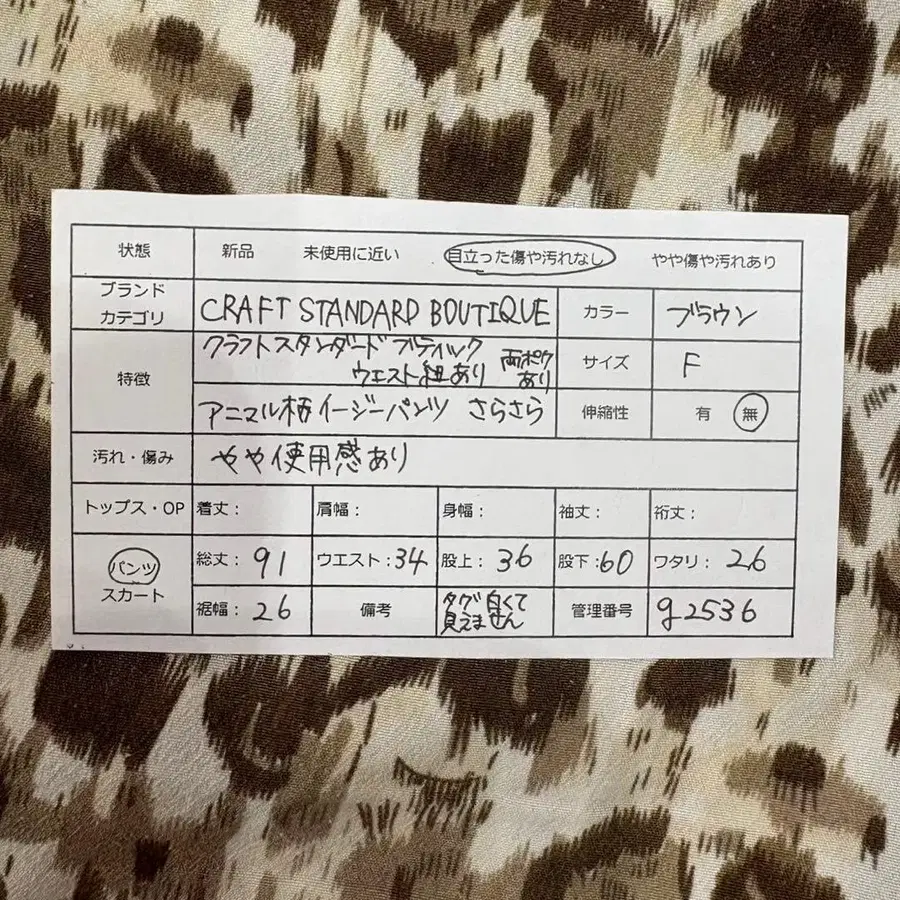 状態 新品 未使用に近い 目立った傷や汚れなし やや傷や汚れあり
ブランド
カテゴリ CRAFT STANDARD BOUTIQUE カラー ブラウン
特徴 クラフトスタンダードブティック
ウエスト紐あり 両ポケ
あり サイズ F
アニマル柄イージーパンツ さらさら 伸縮性 有 無
汚れ・傷み やや使用感あり
トップス・OP 着丈: 肩幅: 身幅: 袖丈: 裄丈:
パンツ
スカート 総丈:91 ウエスト:34 股上:36 股下:60 ワタリ:26
裾幅:26 備考 タグ白くて
見えません 管理番号 g2536